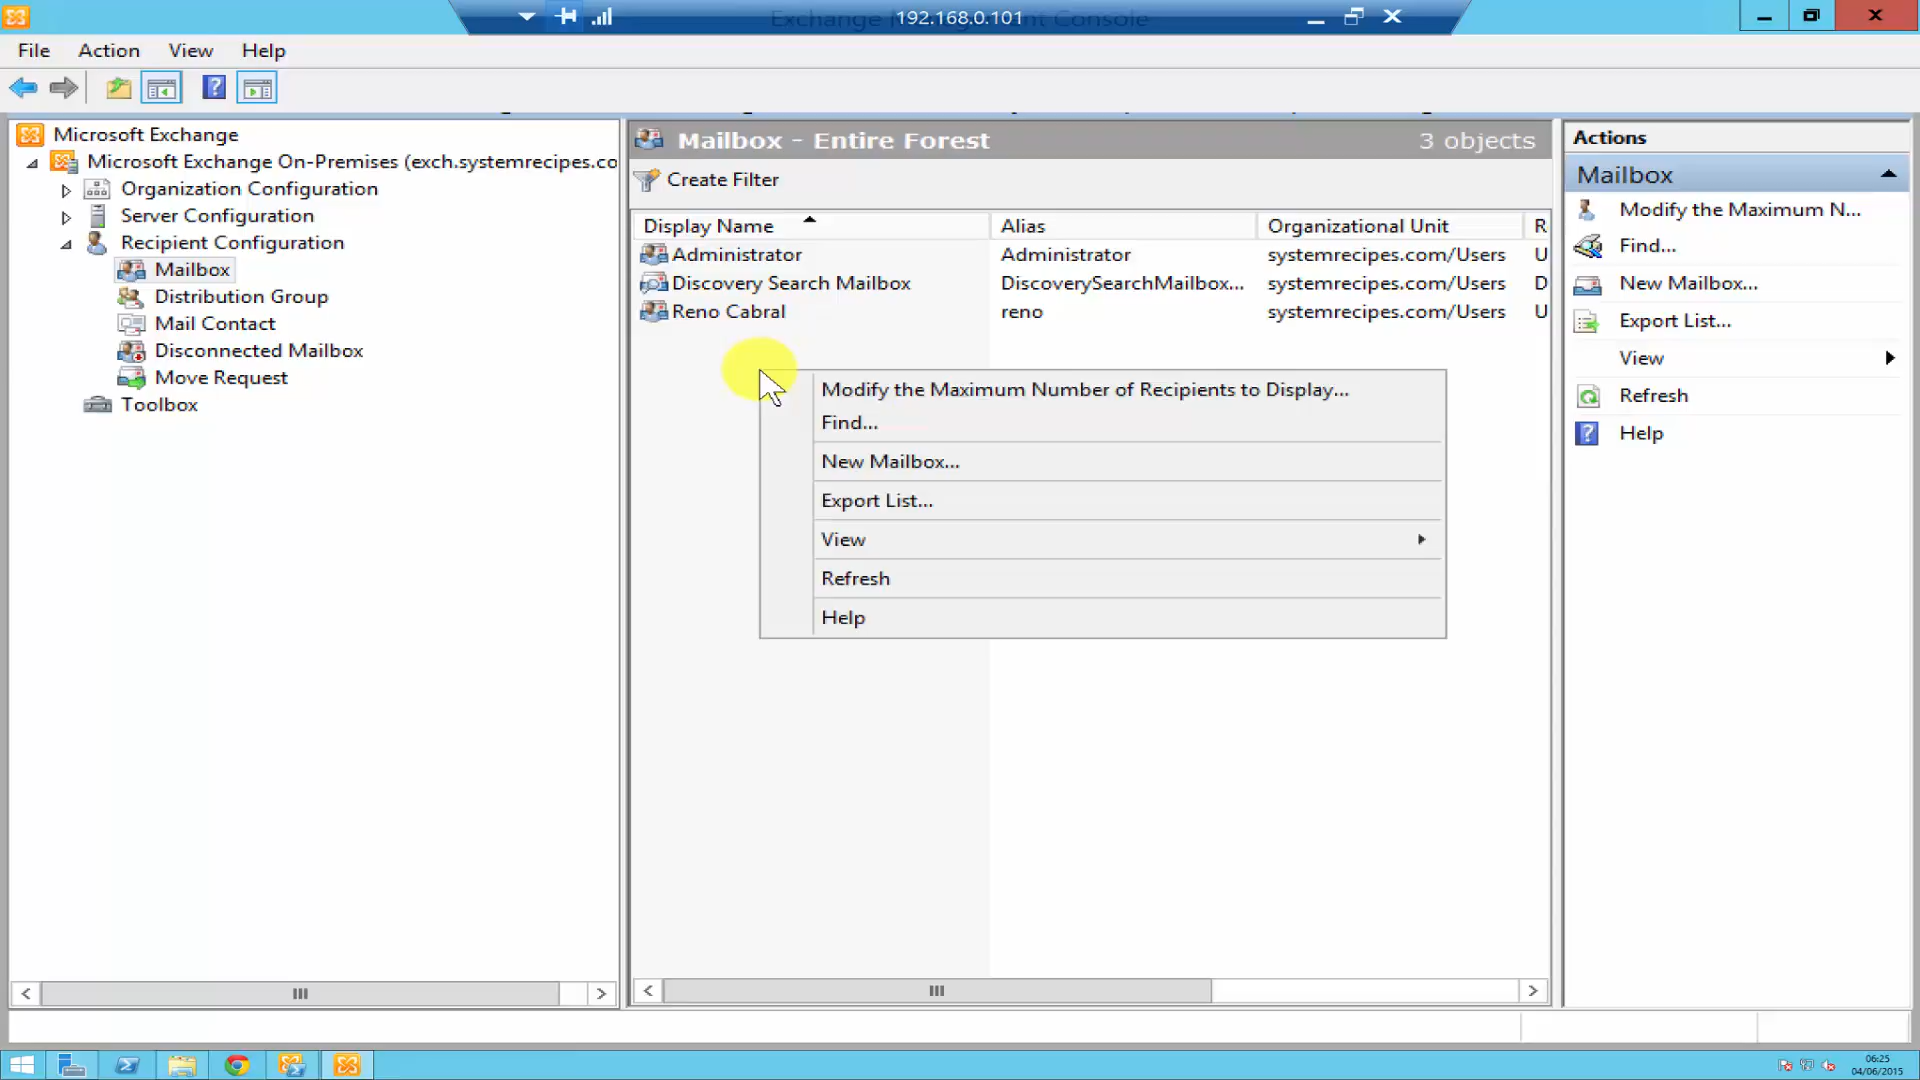 192.168.0.101
Exchange Management Console
File Action View Help
Microsoft Exchange
Microsoft Exchange On-Premises (exch.systemrecipes.co
Organization Configuration
Server Configuration
Recipient Configuration
Mailbox
Distribution Group
Mail Contact
Disconnected Mailbox
Move Request
Toolbox
Mailbox - Entire Forest 3 objects
Create Filter
Display Name Alias Organizational Unit R
Administrator Administrator systemrecipes.com/Users U
Discovery Search Mailbox DiscoverySearchMailbox... systemrecipes.com/Users D
Reno Cabral reno systemrecipes.com/Users U
Modify the Maximum Number of Recipients to Display...
Find...
New Mailbox...
Export List...
View
Refresh
Help
Actions
Mailbox
Modify the Maximum N...
Find...
New Mailbox...
Export List...
View
Refresh
Help
06:25
04/06/2015